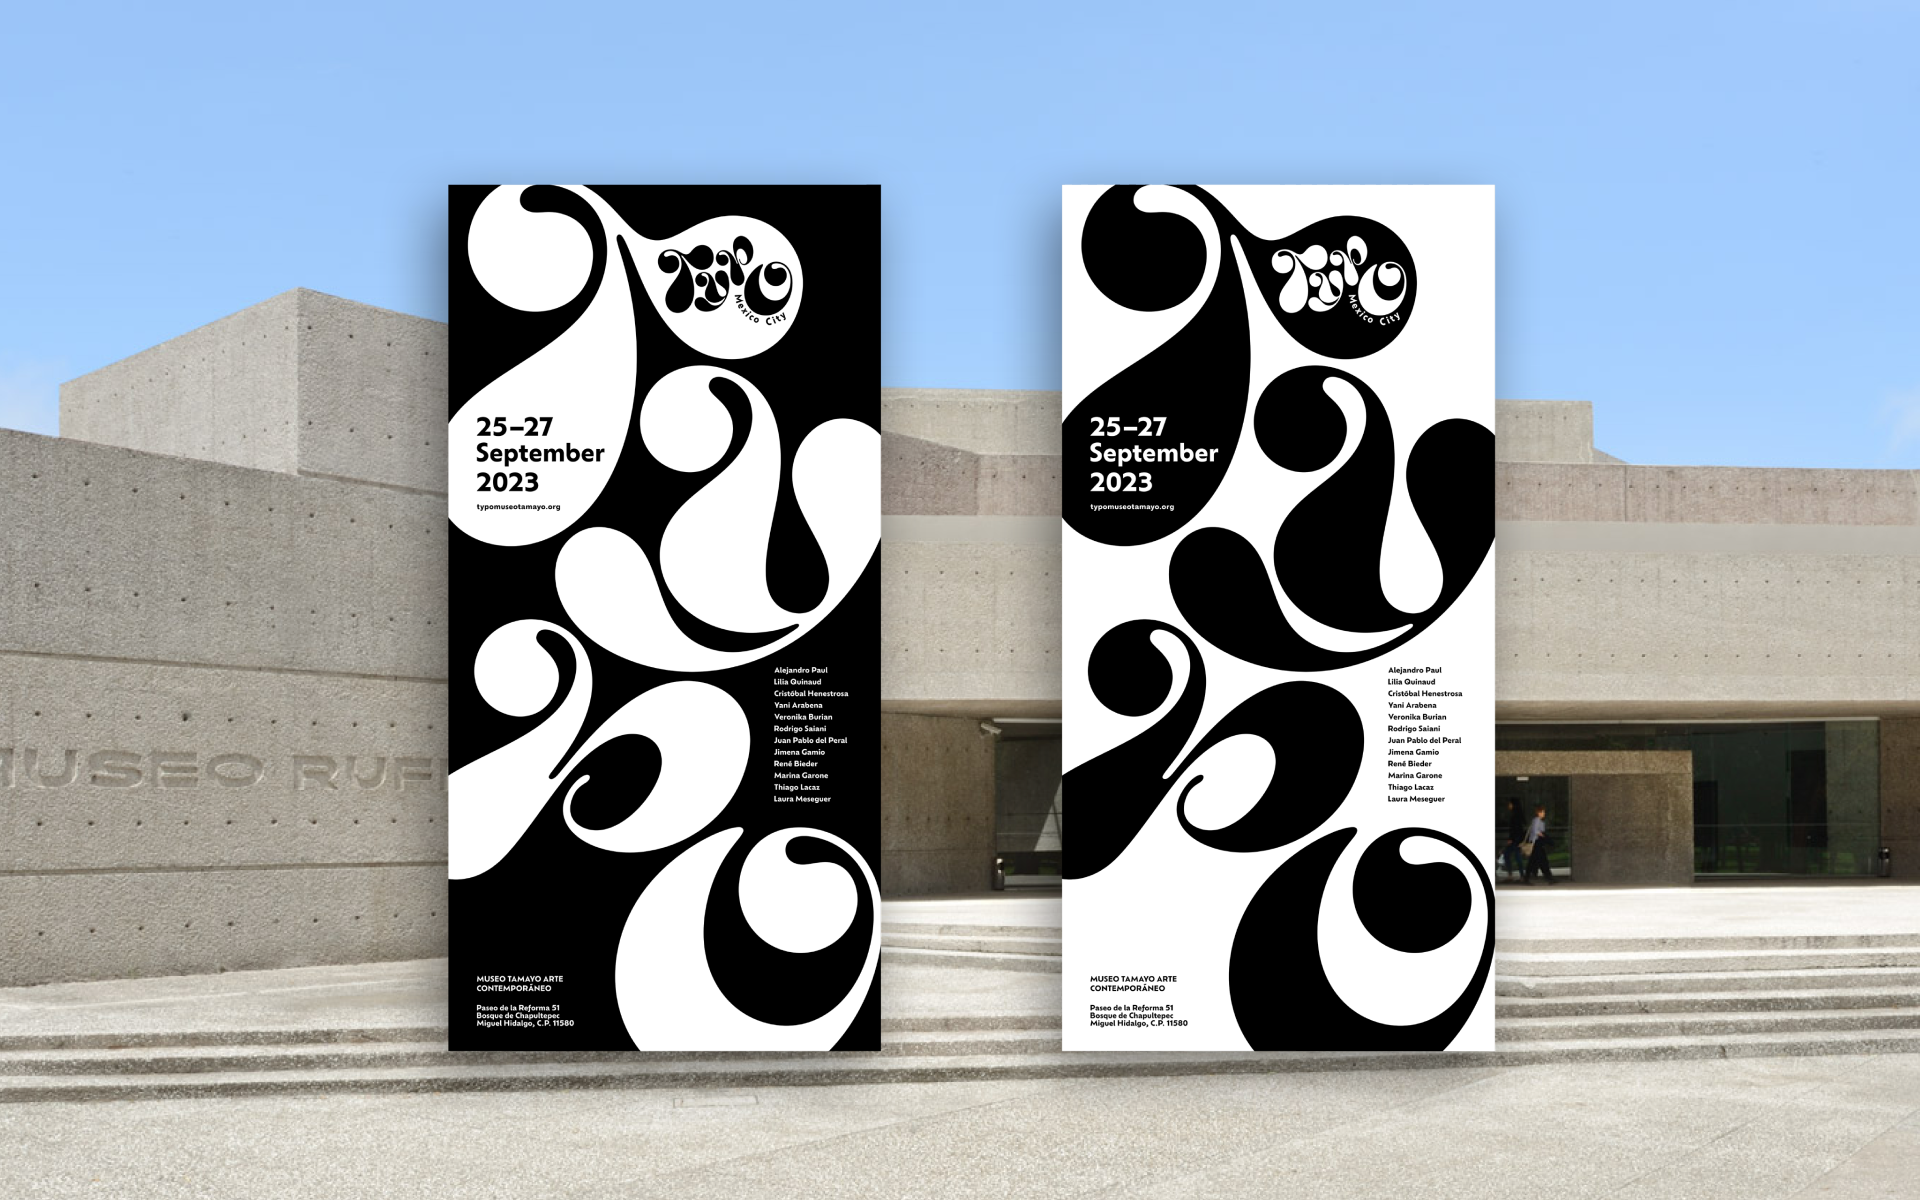 Typo
Mexico City
25–27
September
2023
typomuseotamayo.org
Alejandro Paul
Lilia Quinaud
Cristóbal Henestrosa
Yani Arabena
Veronika Burian
Rodrigo Saiani
Juan Pablo del Peral
Jimena Gamio
René Bieder
Marina Garone
Thiago Lacaz
Laura Meseguer
MUSEO TAMAYO ARTE
CONTEMPORÁNEO
Paseo de la Reforma 51
Bosque de Chapultepec
Miguel Hidalgo, C.P. 11580
Typo
Mexico City
25–27
September
2023
typomuseotamayo.org
Alejandro Paul
Lilia Quinaud
Cristóbal Henestrosa
Yani Arabena
Veronika Burian
Rodrigo Saiani
Juan Pablo del Peral
Jimena Gamio
René Bieder
Marina Garone
Thiago Lacaz
Laura Meseguer
MUSEO TAMAYO ARTE
CONTEMPORÁNEO
Paseo de la Reforma 51
Bosque de Chapultepec
Miguel Hidalgo, C.P. 11580
MUSEO RUF